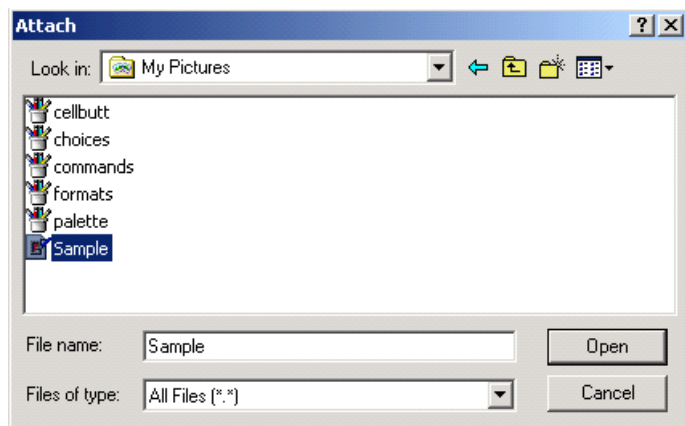 Attach
Look in: My Pictures
cellbutt
choices
commands
formats
palette
Sample
File name: Sample Open
Files of type: All Files (*.*) Cancel